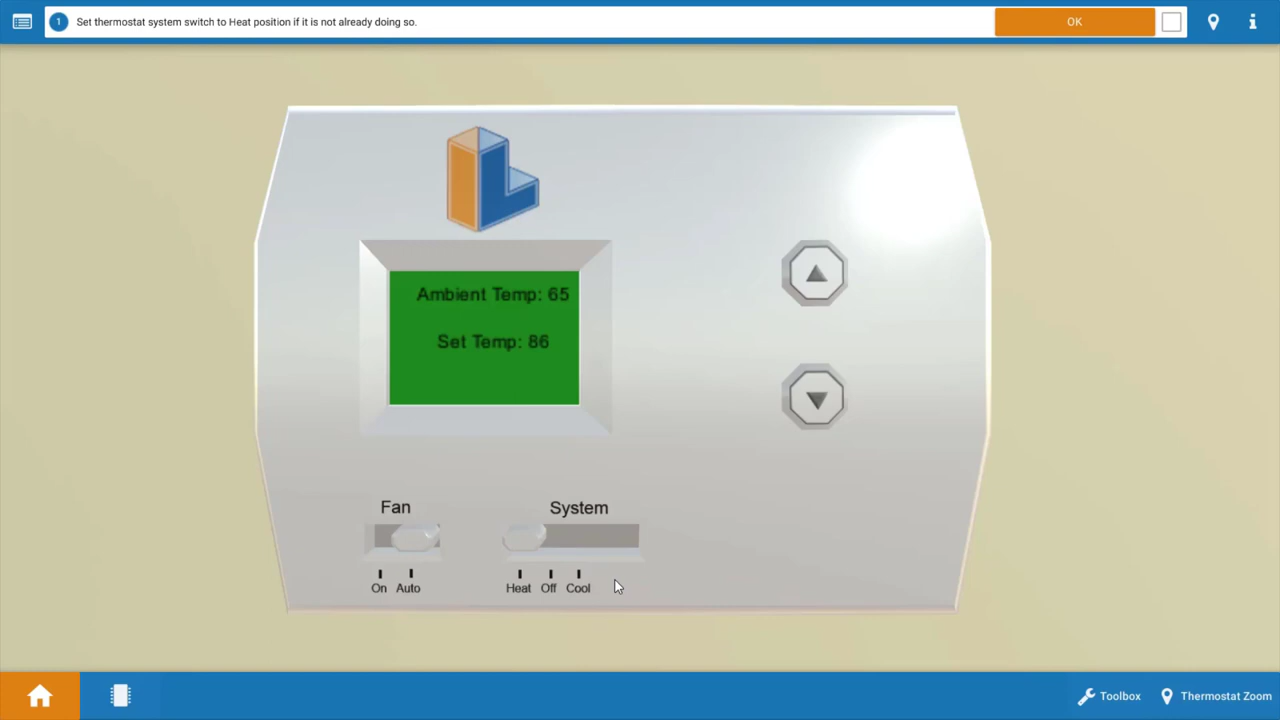 1 Set thermostat system switch to Heat position if it is not already doing so.
OK
Ambient Temp: 65
Set Temp: 86
Fan
System
On Auto
Heat Off Cool
Toolbox
Thermostat Zoom